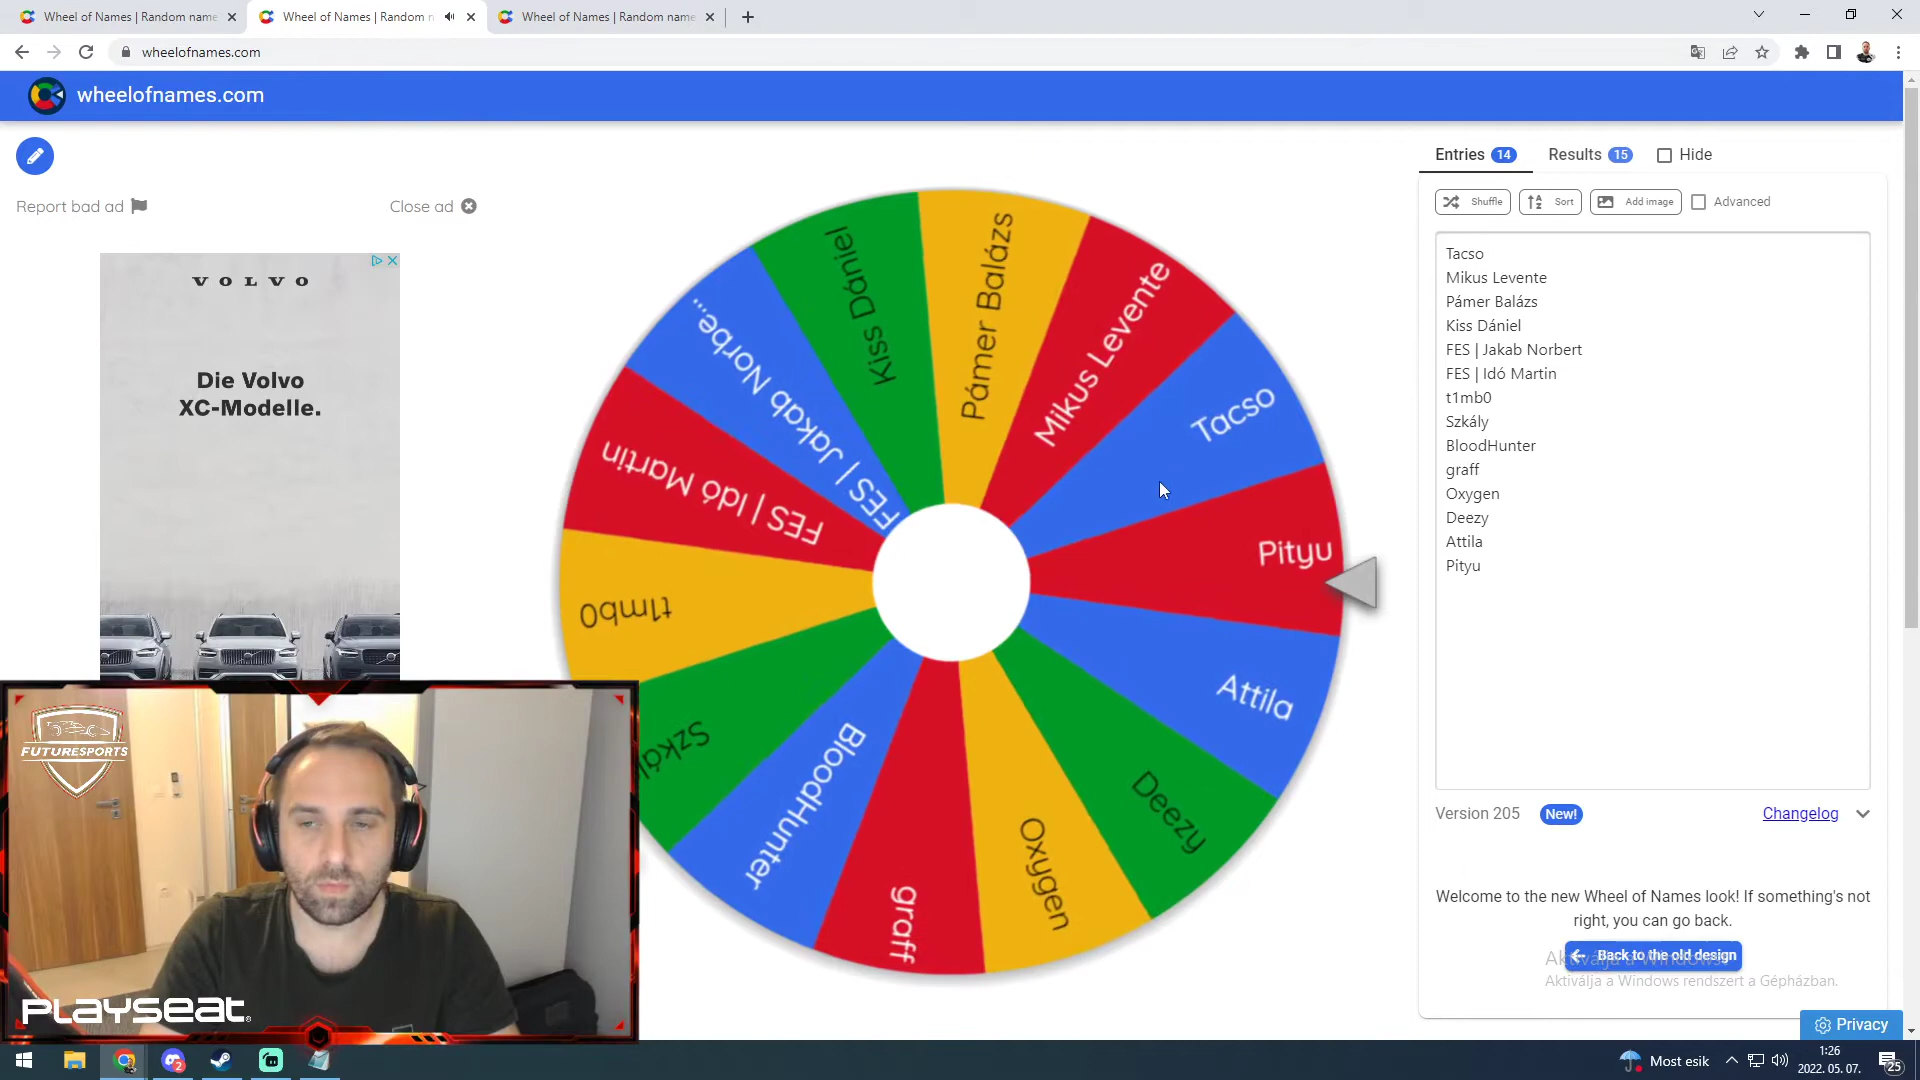 Wheel of Names | Random name
Wheel of Names | Random n
Wheel of Names | Random name
wheelofnames.com
wheelofnames.com
Report bad ad
Close ad
VOLVO
Die Volvo
XC-Modelle.
Pámer Balázs
Mikus Levente
Tacso
Pityu
Attila
Deezy
Oxygen
graff
BloodHunter
t1mb0
FES | Idó Martin
FES | Jakab Norbe...
Kiss Dániel
Entries 14
Results 15
Hide
Shuffle
Sort
Add image
Advanced
Tacso
Mikus Levente
Pámer Balázs
Kiss Dániel
FES | Jakab Norbert
FES | Idó Martin
t1mb0
Szkály
BloodHunter
graff
Oxygen
Deezy
Attila
Pityu
Version 205 New!
Changelog
Welcome to the new Wheel of Names look! If something's not
right, you can go back.
Back to the old design
Aktiválja a Windows rendszert a Gépházban.
Privacy
FUTURESPORTS
PLAYSEAT
2
Most esik
1:26
2022. 05. 07.
25